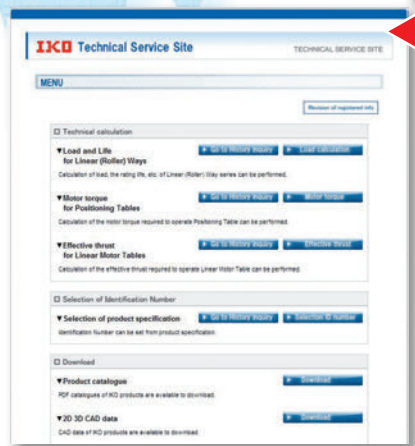 IKO Technical Service Site
TECHNICAL SERVICE SITE
MENU
Revision of registered info
Technical calculation
▼Load and Life
for Linear (Roller) Ways
Go to History Inquiry
Load calculation
Calculation of load, the rating life, etc. of Linear (Roller) Way series can be performed.
▼Motor torque
for Positioning Tables
Go to History Inquiry
Motor torque
Calculation of the motor torque required to operate Positioning Table can be performed.
▼Effective thrust
for Linear Motor Tables
Go to History Inquiry
Effective thrust
Calculation of the effective thrust required to operate Linear Motor Table can be performed.
Selection of Identification Number
▼Selection of product specification
Go to History Inquiry
Selection ID number
Identification Number can be set from product specification.
Download
▼Product catalogue
Download
PDF catalogues of IKO products are available to download.
▼2D 3D CAD data
Download
CAD data of IKO products are available to download.